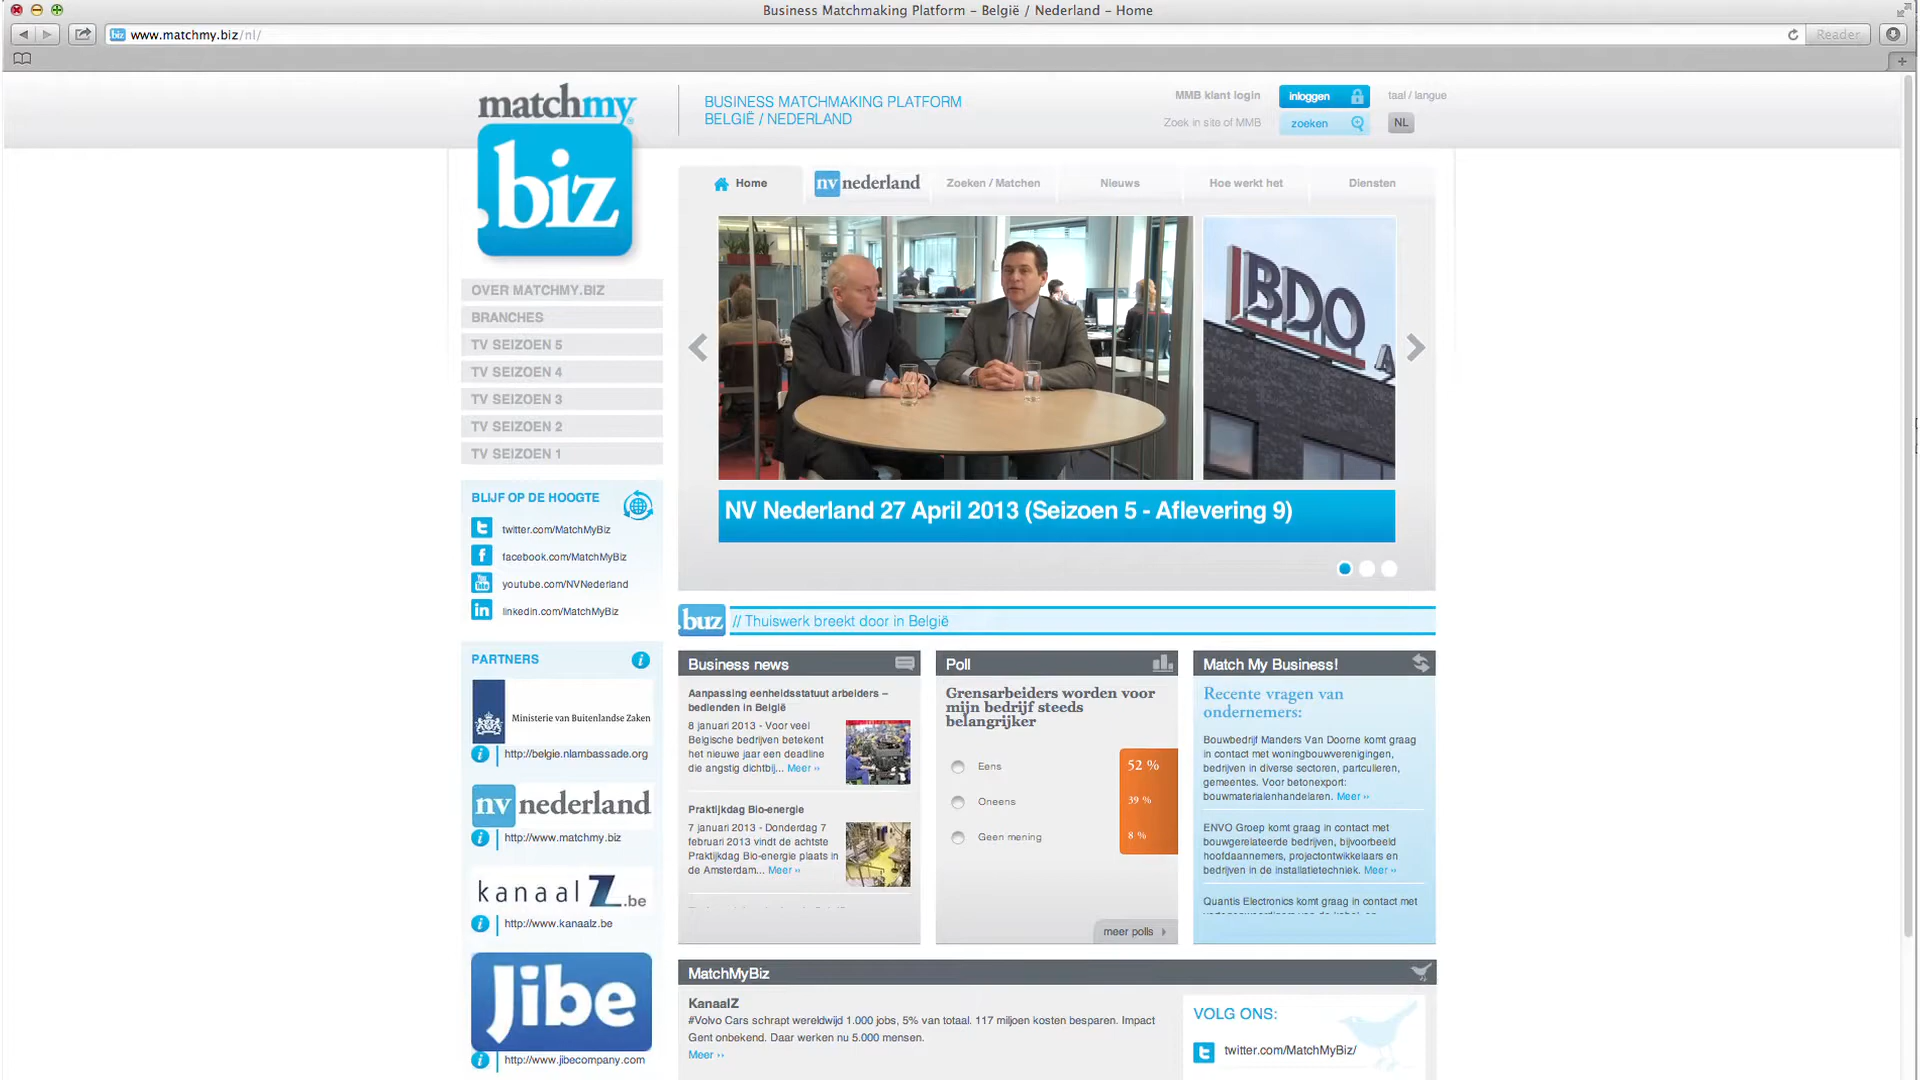 Business Matchmaking Platform – België / Nederland – Home
www.matchmy.biz/nl/
Reader
matchmy
.biz
BUSINESS MATCHMAKING PLATFORM
BELGIË / NEDERLAND
MMB klant login
inloggen
taal / langue
Zoek in site of MMB
zoeken
NL
Home
nv nederland
Zoeken / Matchen
Nieuws
Hoe werkt het
Diensten
BDO
NV Nederland 27 April 2013 (Seizoen 5 - Aflevering 9)
OVER MATCHMY.BIZ
BRANCHES
TV SEIZOEN 5
TV SEIZOEN 4
TV SEIZOEN 3
TV SEIZOEN 2
TV SEIZOEN 1
BLIJF OP DE HOOGTE
twitter.com/MatchMyBiz
facebook.com/MatchMyBiz
youtube.com/NVNederland
linkedin.com/MatchMyBiz
PARTNERS
Ministerie van Buitenlandse Zaken
http://belgie.nlambassade.org
nv nederland
http://www.matchmy.biz
kanaal Z.be
http://www.kanaalz.be
Jibe
http://www.jibecompany.com
.buz
// Thuiswerk breekt door in België
Business news
Aanpassing eenheidsstatuut arbeiders –
bedienden in België
8 januari 2013 - Voor veel
Belgische bedrijven betekent
het nieuwe jaar een deadline
die angstig dichtbij... Meer ››
Praktijkdag Bio-energie
7 januari 2013 - Donderdag 7
februari 2013 vindt de achtste
Praktijkdag Bio-energie plaats in
de Amsterdam... Meer ››
Poll
Grensarbeiders worden voor
mijn bedrijf steeds
belangrijker
Eens
52 %
Oneens
39 %
Geen mening
8 %
meer polls
Match My Business!
Recente vragen van
ondernemers:
Bouwbedrijf Manders Van Doorne komt graag
in contact met woningbouwverenigingen,
bedrijven in diverse sectoren, particulieren,
gemeentes. Voor betonexport:
bouwmaterialenhandelaren. Meer ››
ENVO Groep komt graag in contact met
bouwgerelateerde bedrijven, bijvoorbeeld
hoofdaannemers, projectontwikkelaars en
bedrijven in de installatietechniek. Meer ››
Quantis Electronics komt graag in contact met
MatchMyBiz
KanaalZ
#Volvo Cars schrapt wereldwijd 1.000 jobs, 5% van totaal. 117 miljoen kosten besparen. Impact
Gent onbekend. Daar werken nu 5.000 mensen.
Meer ››
VOLG ONS:
twitter.com/MatchMyBiz/